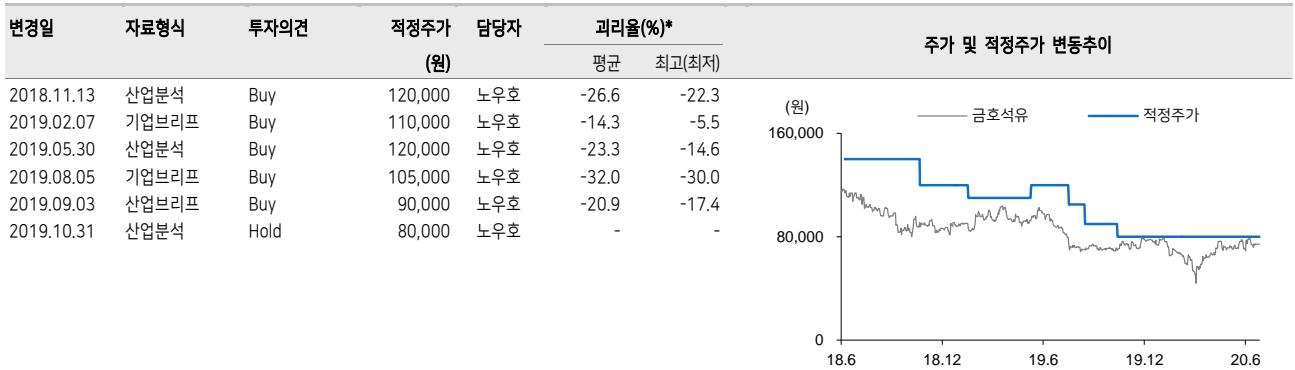 변경일 자료형식 투자의견 적정주가 담당자 괴리율(%)* 주가 및 적정주가 변동추이
(원) 평균 최고(최저)
2018.11.13 산업분석 Buy 120,000 노우호 -26.6 -22.3
2019.02.07 기업브리프 Buy 110,000 노우호 -14.3 -5.5
2019.05.30 산업분석 Buy 120,000 노우호 -23.3 -14.6
2019.08.05 기업브리프 Buy 105,000 노우호 -32.0 -30.0
2019.09.03 산업브리프 Buy 90,000 노우호 -20.9 -17.4
2019.10.31 산업분석 Hold 80,000 노우호 - -
(원) 금호석유 적정주가
160,000
80,000
0
18.6 18.12 19.6 19.12 20.6